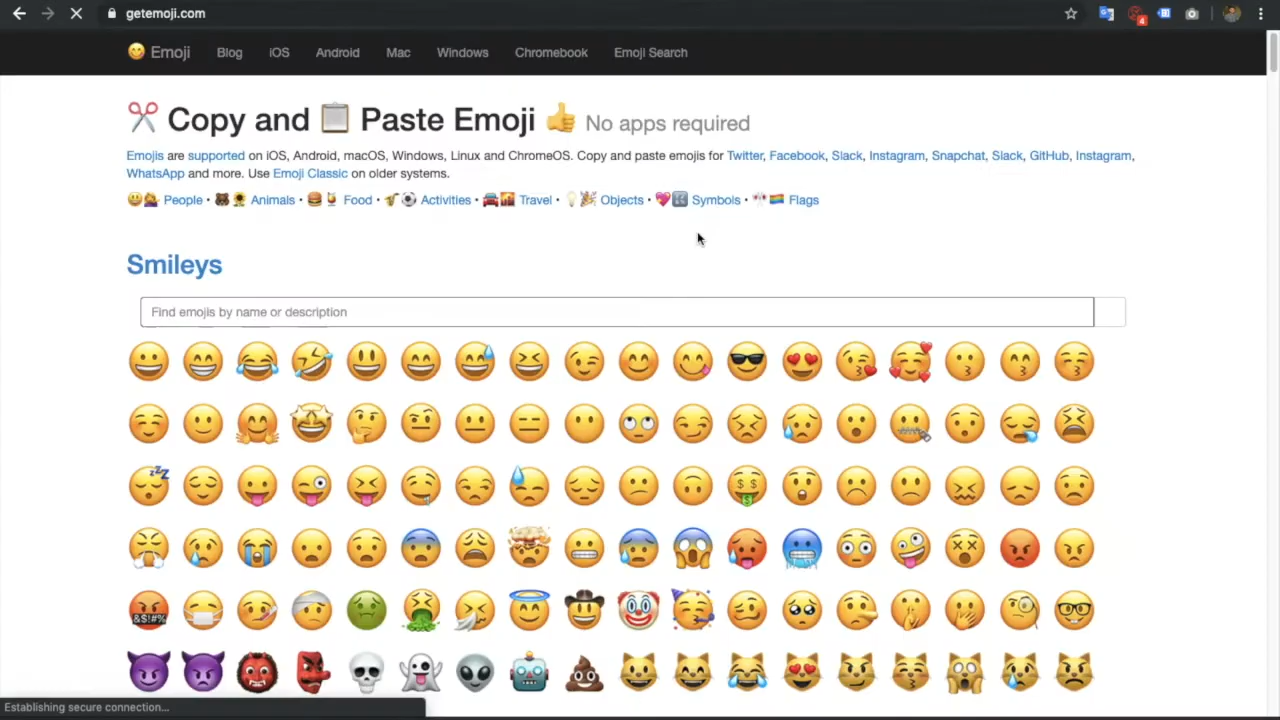 getemoji.com
4
Emoji Blog iOS Android Mac Windows Chromebook Emoji Search
Copy and Paste Emoji No apps required
Emojis are supported on iOS, Android, macOS, Windows, Linux and ChromeOS. Copy and paste emojis for Twitter, Facebook, Slack, Instagram, Snapchat, Slack, GitHub, Instagram,
WhatsApp and more. Use Emoji Classic on older systems.
People • Animals • Food • Activities • Travel • Objects • Symbols • Flags
Smileys
Find emojis by name or description
&$!#%
Establishing secure connection...